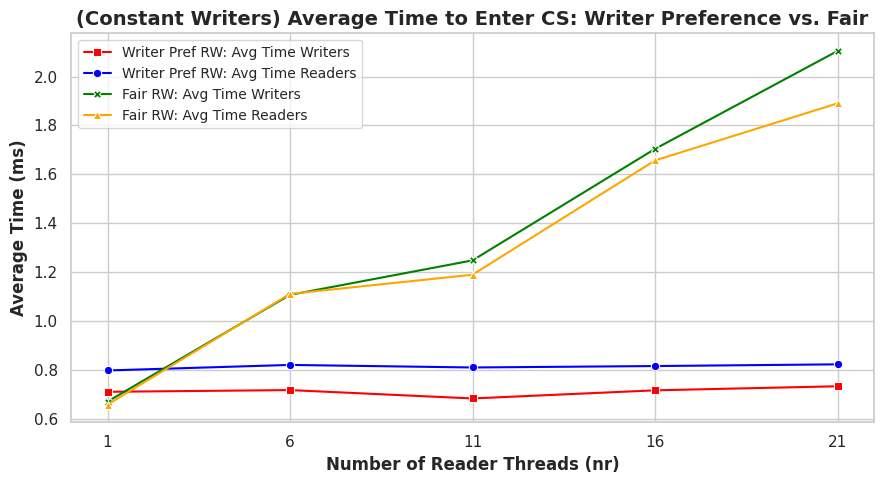 (Constant Writers) Average Time to Enter CS: Writer Preference vs. Fair
Writer Pref RW: Avg Time Writers
Writer Pref RW: Avg Time Readers
Fair RW: Avg Time Writers
Fair RW: Avg Time Readers
Average Time (ms)
2.0
1.8
1.6
1.4
1.2
1.0
0.8
0.6
1 6 11 16 21
Number of Reader Threads (nr)